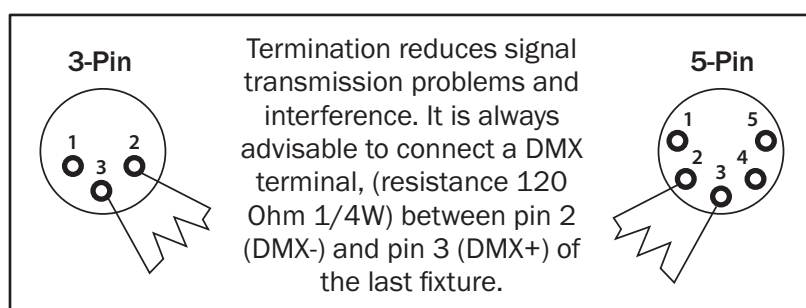 3-Pin
1
2
3
Termination reduces signal
transmission problems and
interference. It is always
advisable to connect a DMX
terminal, (resistance 120
Ohm 1/4W) between pin 2
(DMX-) and pin 3 (DMX+) of
the last fixture.
5-Pin
1
5
2
4
3